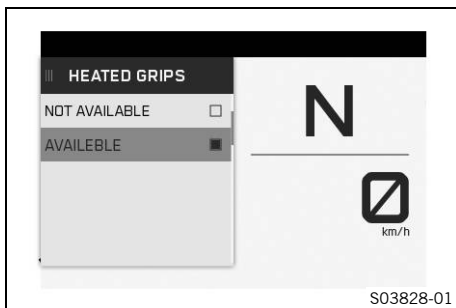 HEATED GRIPS
NOT AVAILABLE
AVAILEBLE
N
0
km/h
S03828-01